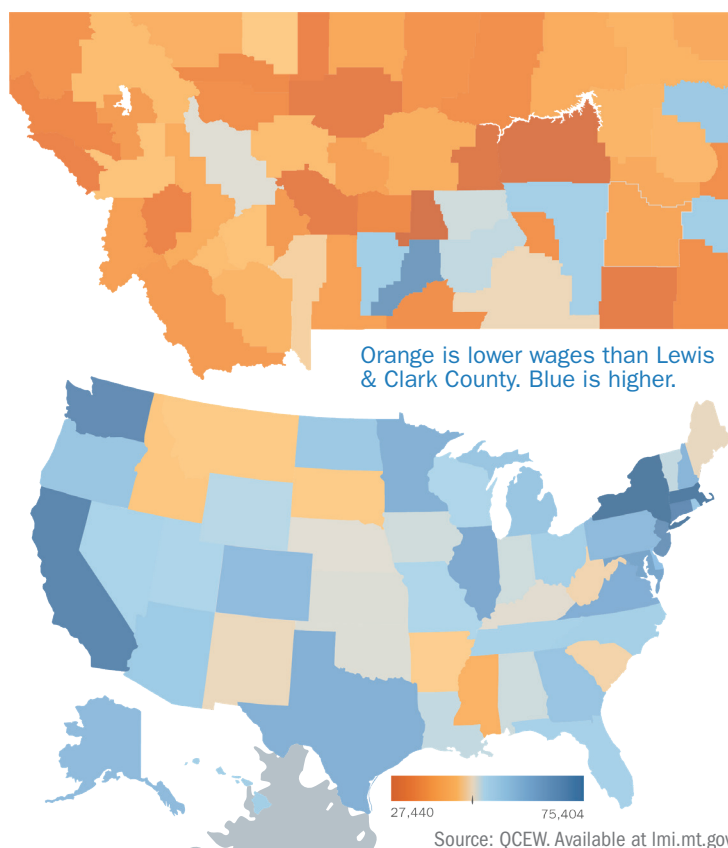 Orange is lower wages than Lewis
& Clark County. Blue is higher.
27,440
75,404
Source: QCEW. Available at lmi.mt.gov